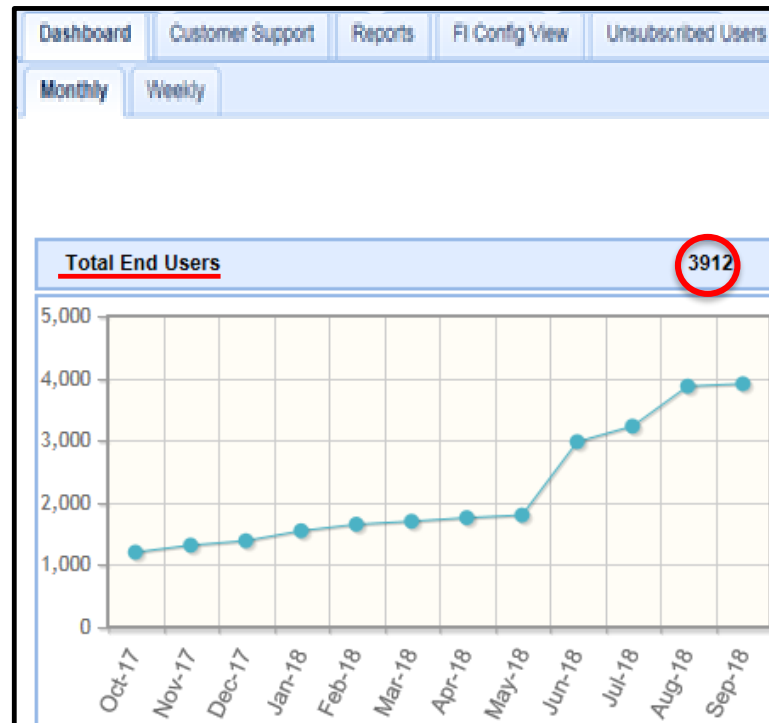 Dashboard Customer Support Reports FI Config View Unsubscribed Users
Monthly Weekly
Total End Users 3912
5,000
4,000
3,000
2,000
1,000
0
Oct-17 Nov-17 Dec-17 Jan-18 Feb-18 Mar-18 Apr-18 May-18 Jun-18 Jul-18 Aug-18 Sep-18